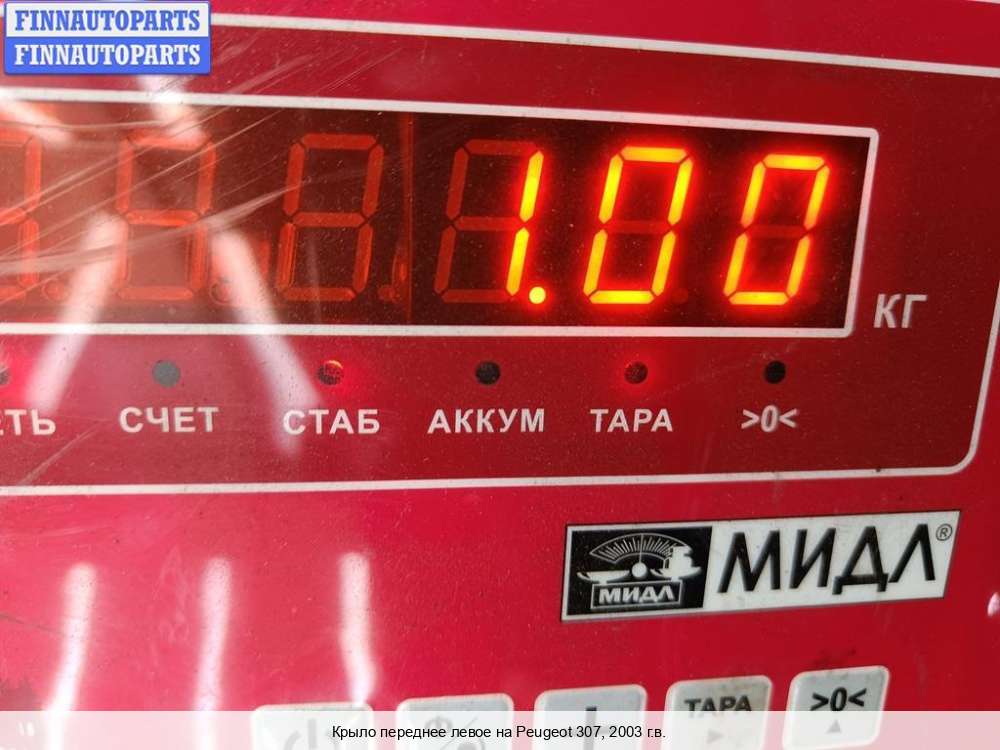 FINNAUTOPARTS
FINNAUTOPARTS
1.00
КГ
СЧЕТ СТАБ АККУМ ТАРА >0<
МИДЛ МИДЛ®
ТАРА >0<
Крыло переднее левое на Peugeot 307, 2003 г.в.